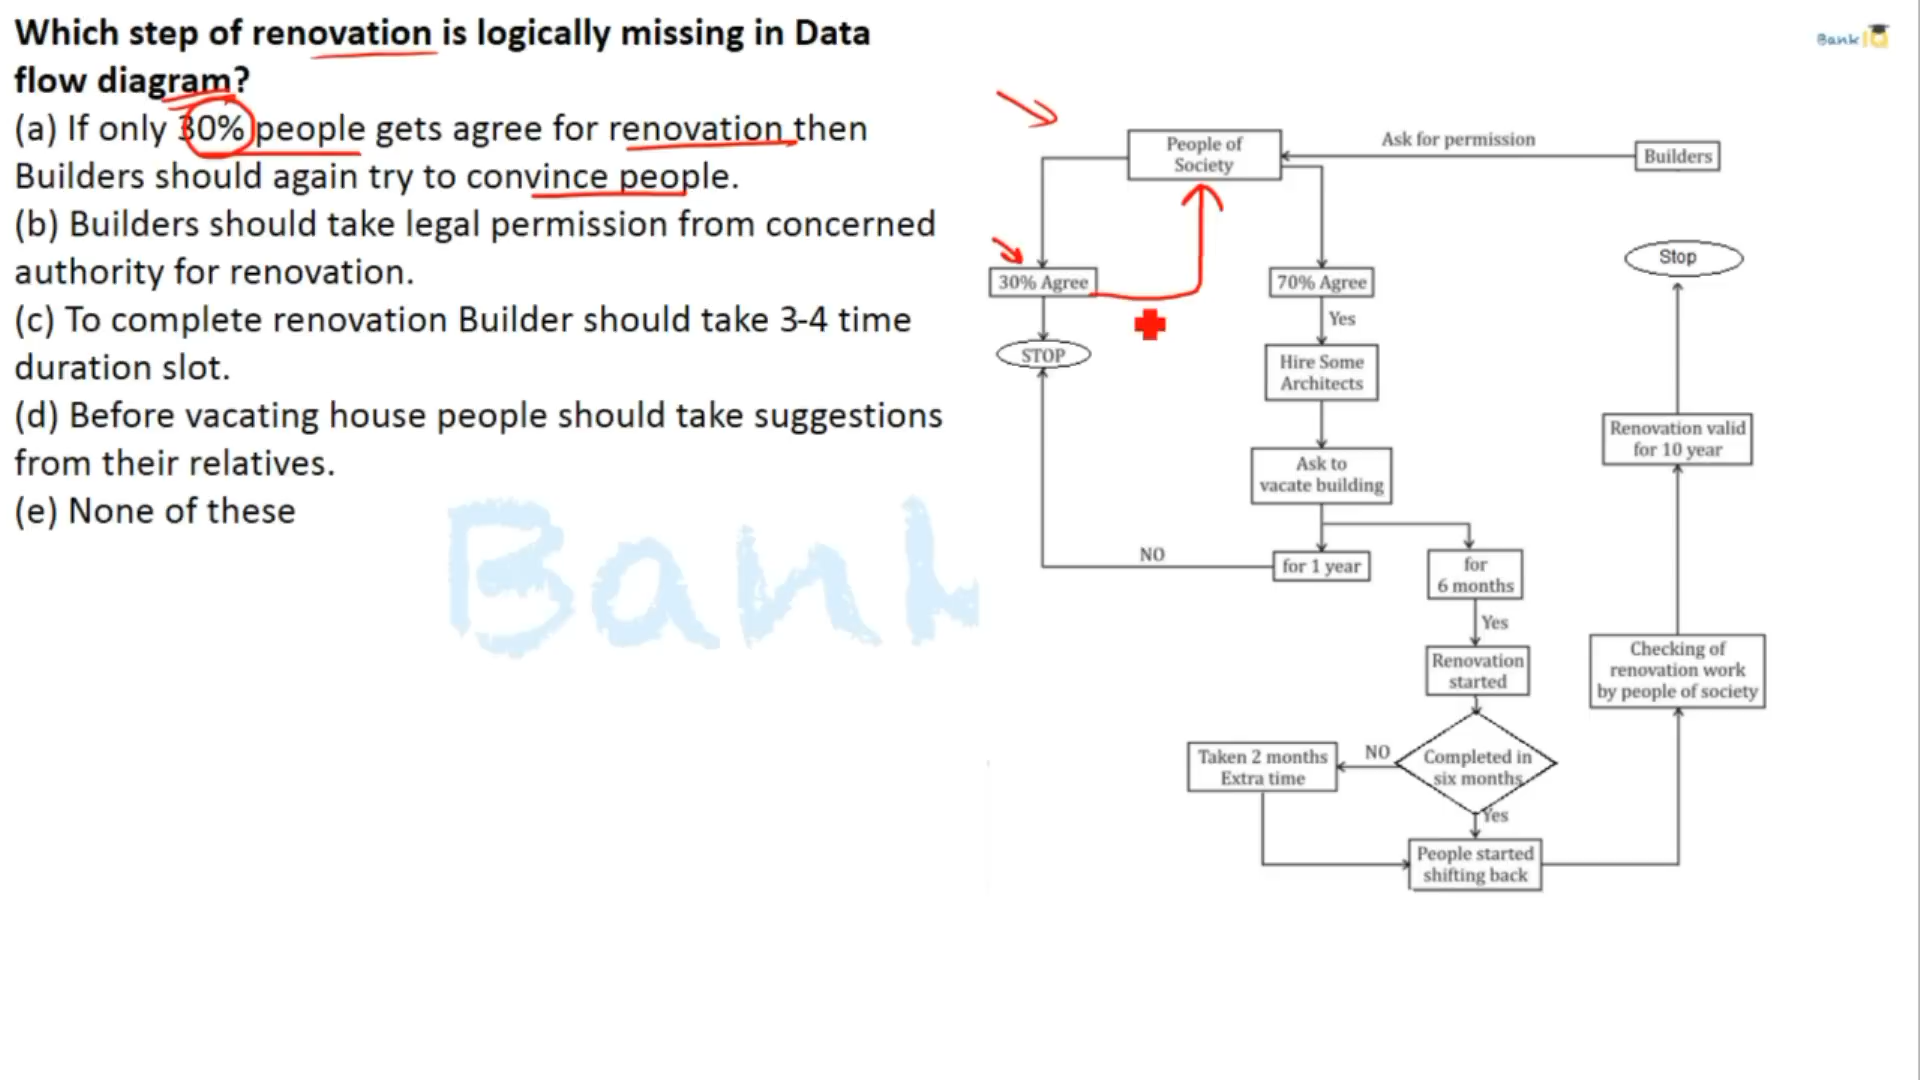 Which step of renovation is logically missing in Data
flow diagram?
(a) If only 30% people gets agree for renovation then
Builders should again try to convince people.
(b) Builders should take legal permission from concerned
authority for renovation.
(c) To complete renovation Builder should take 3-4 time
duration slot.
(d) Before vacating house people should take suggestions
from their relatives.
(e) None of these
Bank
Bank IQ
People of
Society
Ask for permission
Builders
Stop
30% Agree
70% Agree
Yes
STOP
Hire Some
Architects
Renovation valid
for 10 year
Ask to
vacate building
NO
for 1 year
for
6 months
Yes
Renovation
started
Checking of
renovation work
by people of society
Taken 2 months
Extra time
NO
Completed in
six months
Yes
People started
shifting back